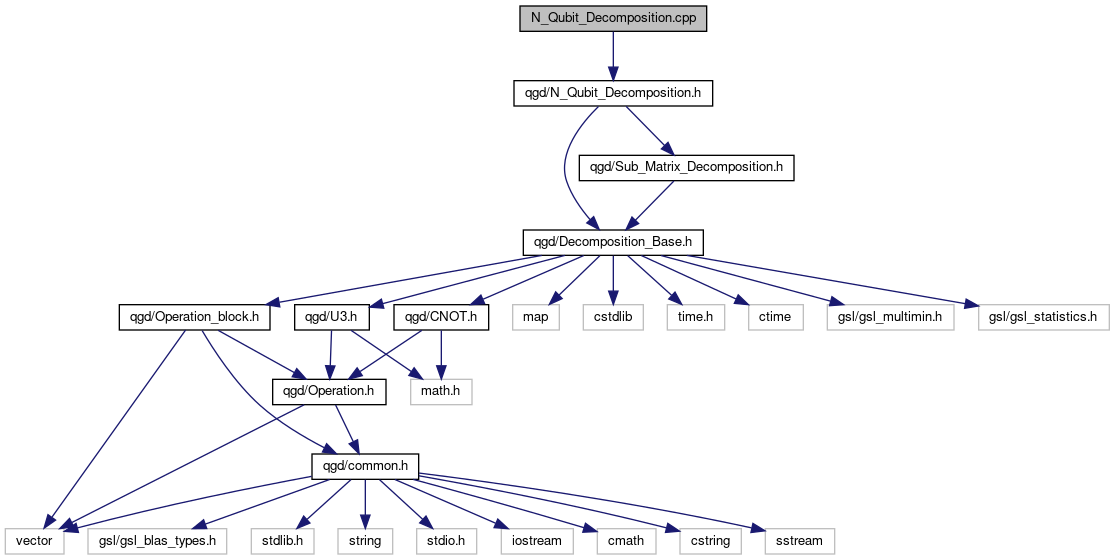 N_Qubit_Decomposition.cpp
qgd/N_Qubit_Decomposition.h
qgd/Sub_Matrix_Decomposition.h
qgd/Decomposition_Base.h
qgd/Operation_block.h
qgd/U3.h
qgd/CNOT.h
map
cstdlib
time.h
ctime
gsl/gsl_multimin.h
gsl/gsl_statistics.h
qgd/Operation.h
math.h
qgd/common.h
vector
gsl/gsl_blas_types.h
stdlib.h
string
stdio.h
iostream
cmath
cstring
sstream